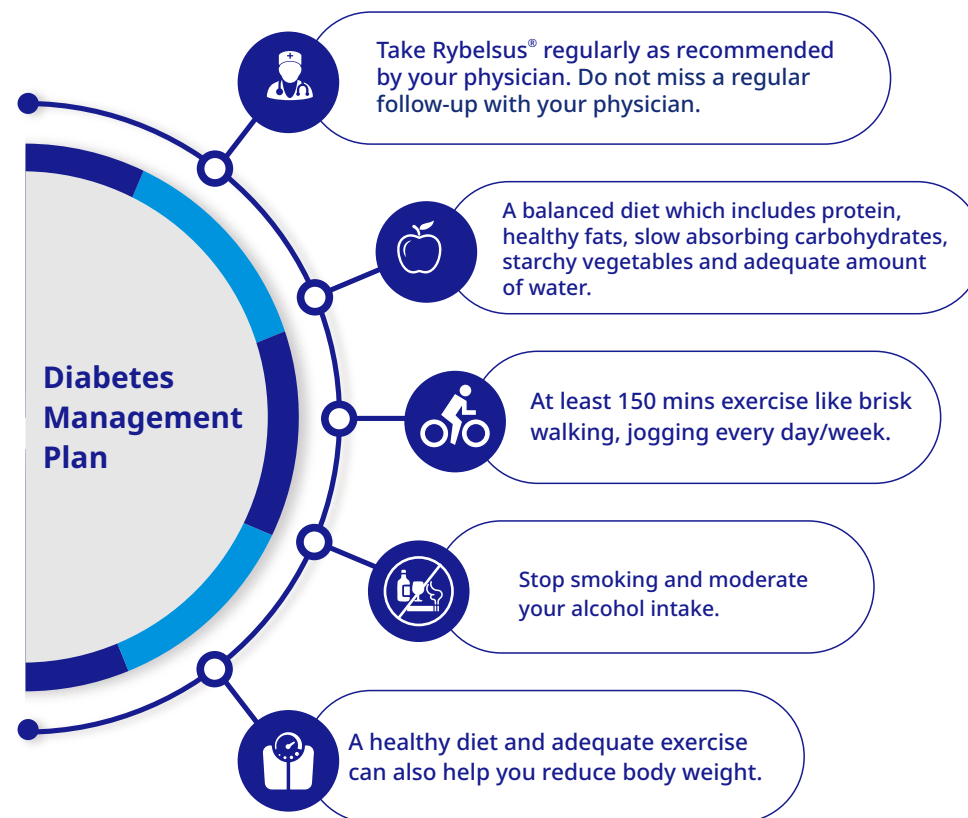 Take Rybelsus® regularly as recommended
by your physician. Do not miss a regular
follow-up with your physician.
A balanced diet which includes protein,
healthy fats, slow absorbing carbohydrates,
starchy vegetables and adequate amount
of water.
Diabetes
Management
Plan
At least 150 mins exercise like brisk
walking, jogging every day/week.
Stop smoking and moderate
your alcohol intake.
A healthy diet and adequate exercise
can also help you reduce body weight.